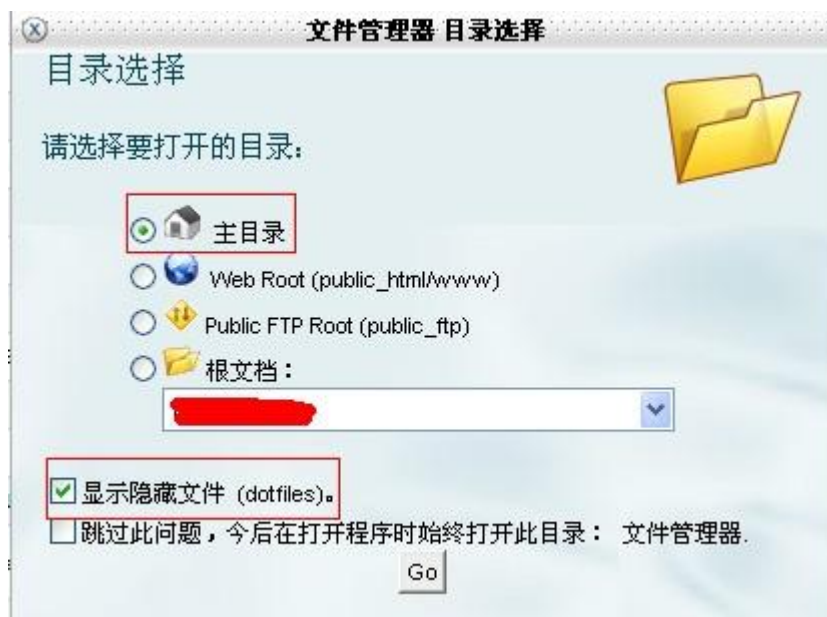 文件管理器 目录选择
目录选择
请选择要打开的目录：
主目录
Web Root (public_html/www)
Public FTP Root (public_ftp)
根文档：
显示隐藏文件 (dotfiles)。
跳过此问题，今后在打开程序时始终打开此目录： 文件管理器.
Go